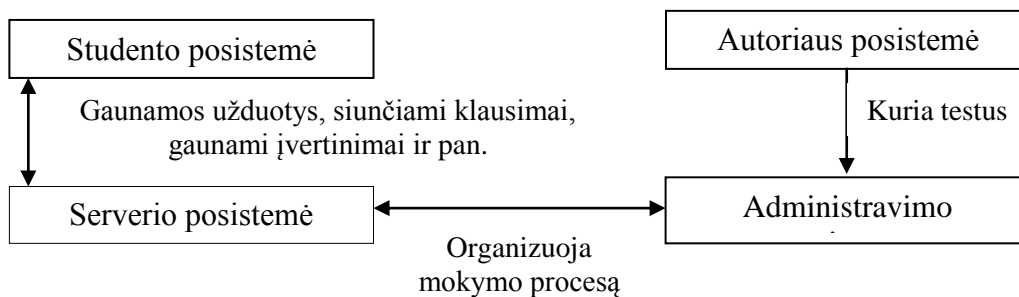 Studento posistemė
Autoriaus posistemė
Gaunamos užduotys, siunčiami klausimai,
gaunami įvertinimai ir pan.
Kuria testus
Serverio posistemė
Administravimo
Organizuoja
mokymo procesą